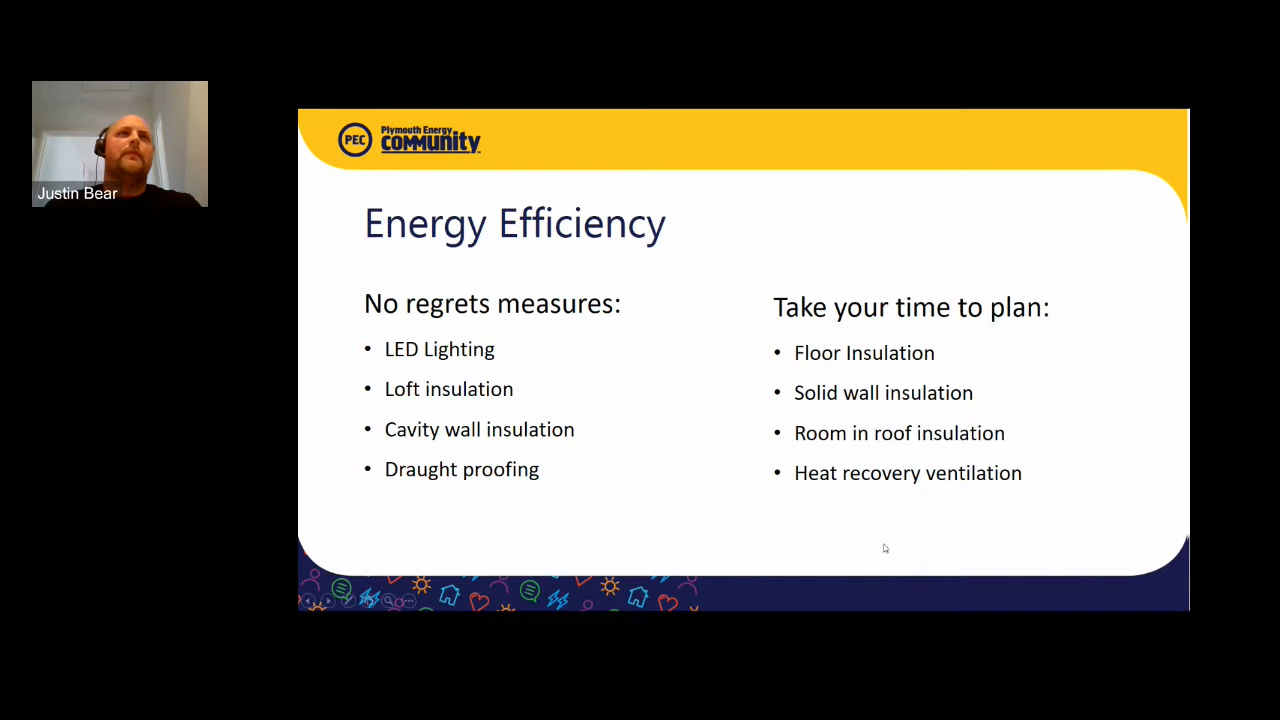 Justin Bear
PEC
Plymouth Energy
community
Energy Efficiency
No regrets measures:
• LED Lighting
• Loft insulation
• Cavity wall insulation
• Draught proofing
Take your time to plan:
• Floor Insulation
• Solid wall insulation
• Room in roof insulation
• Heat recovery ventilation